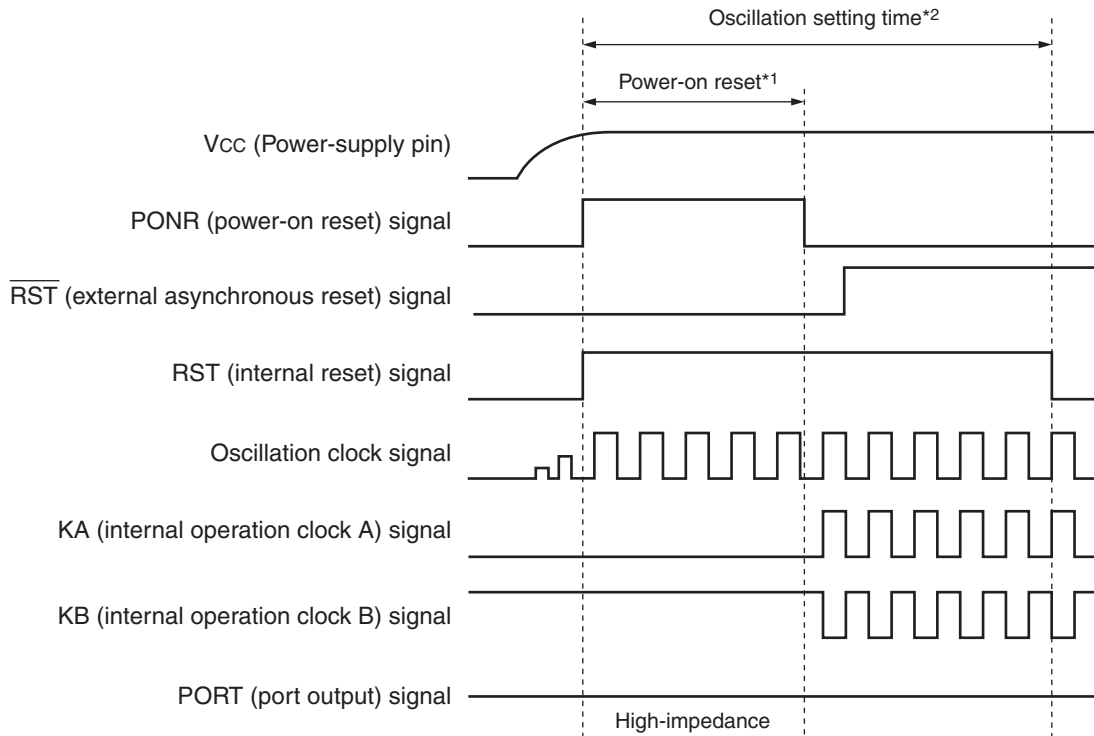 Oscillation setting time*2
Power-on reset*1
VCC (Power-supply pin)
PONR (power-on reset) signal
RST (external asynchronous reset) signal
RST (internal reset) signal
Oscillation clock signal
KA (internal operation clock A) signal
KB (internal operation clock B) signal
PORT (port output) signal
High-impedance